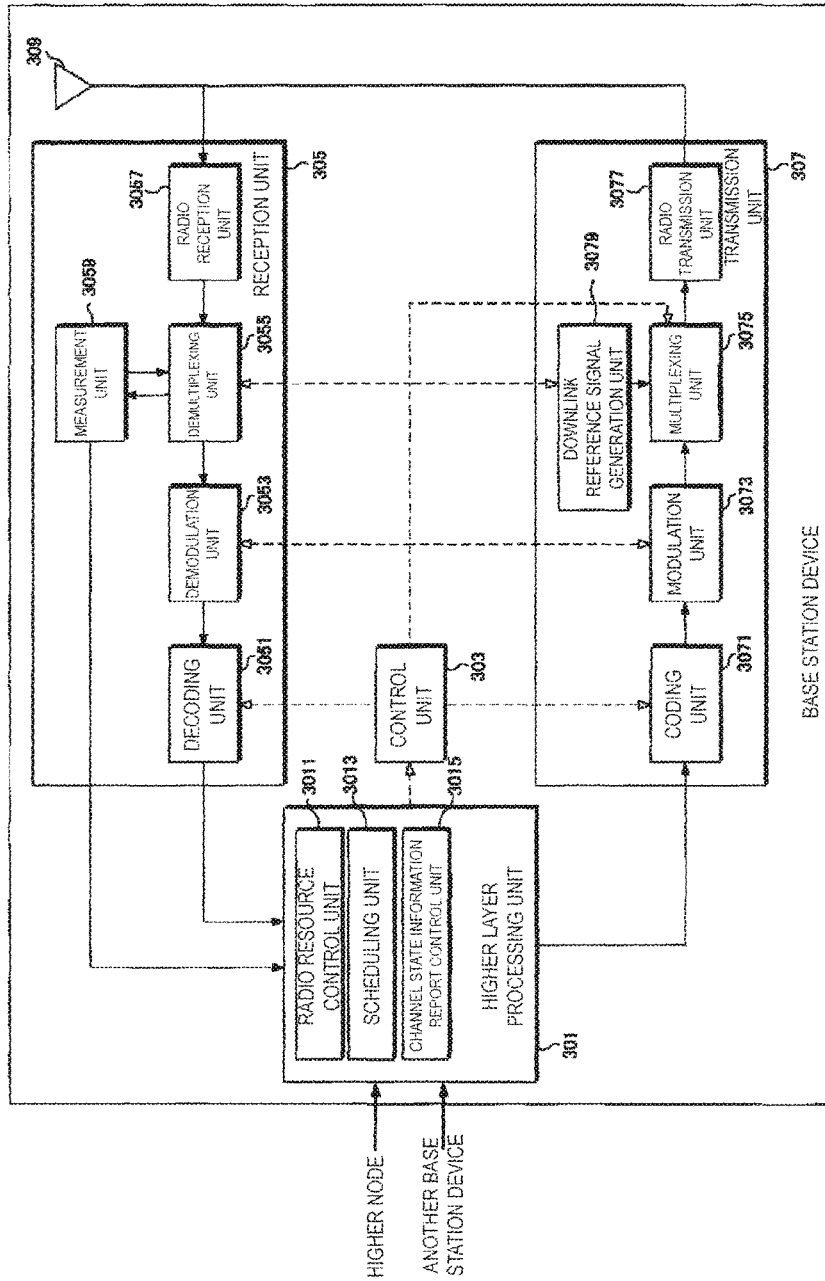 309
3057
RADIO
RECEPTION
UNIT
RECEPTION UNIT
305
3059
MEASUREMENT
UNIT
3055
DEMULTIPLEXING
UNIT
3053
DEMODULATION
UNIT
3051
DECODING
UNIT
303
CONTROL
UNIT
3011
RADIO RESOURCE
CONTROL UNIT
3013
SCHEDULING UNIT
3015
CHANNEL STATE INFORMATION
REPORT CONTROL UNIT
HIGHER LAYER
PROCESSING UNIT
301
HIGHER NODE
ANOTHER BASE
STATION DEVICE
3079
DOWNLINK
REFERENCE SIGNAL
GENERATION UNIT
3077
RADIO
TRANSMISSION
UNIT
TRANSMISSION
UNIT
307
MULTIPLEXING
UNIT
3075
MODULATION
UNIT
3073
CODING
UNIT
3071
BASE STATION DEVICE